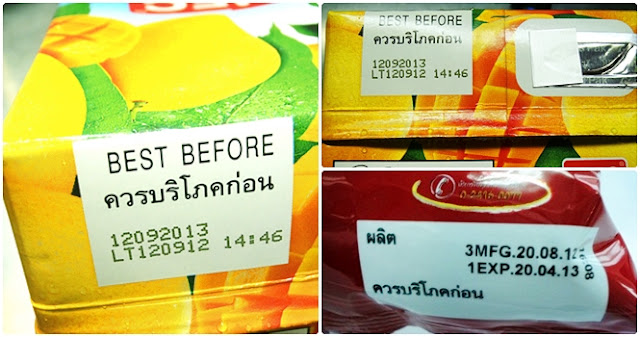 BEST BEFORE
ควรบริโภคก่อน
12092013
LT120912 14:46
BEST BEFORE
ควรบริโภคก่อน
12092013
LT120912 14:46
ผลิต
3MFG.20.08.12
1EXP.20.04.13
ควรบริโภคก่อน